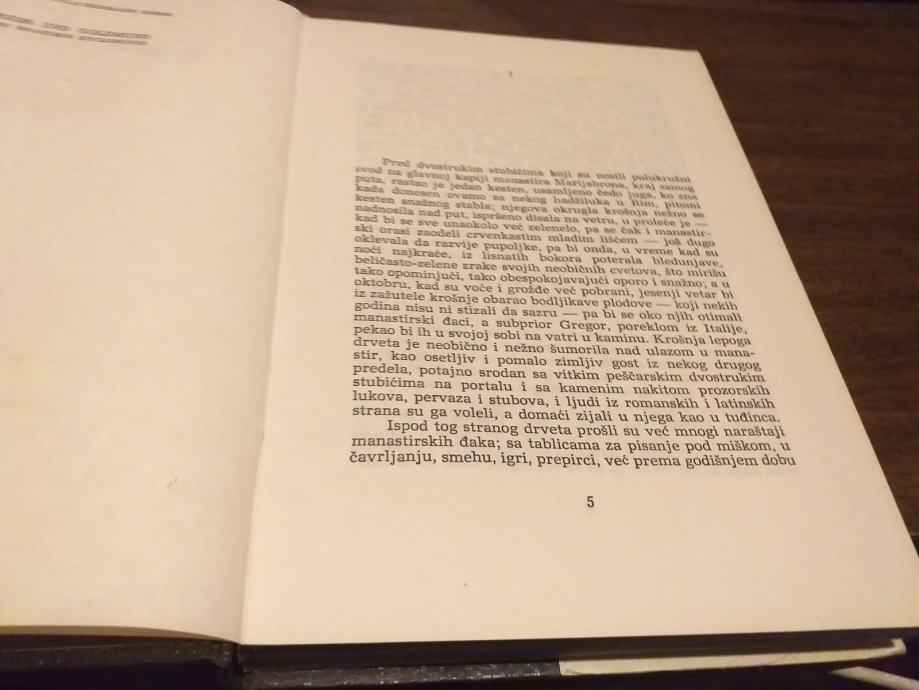 1
Pred dvostrukim stubićima koji su nosili polukružni
svod na glavnoj kapiji manastira Marijabrona, kraj samog
puta, rastao je jedan kesten, usamljeno čedo juga, ko zna
kada donesen ovamo sa nekog hadžiluka u Rim, pitomi
kesten snažnog stabla; njegova okrugla krošnja nežno se
nadnosila nad put, ispršeno disala na vetru, u proleće je —
kad bi se sve unaokolo već zelenelo, pa se čak i manastir-
ski orasi zaodeli crvenkastim mladim lišćem — još dugo
oklevala da razvije pupoljke, pa bi onda, u vreme kad su
noći najkraće, iz lisnatih bokora poterala bledunjave,
beličasto-zelene zrake svojih neobičnih cvetova, što mirišu
tako opominjući, tako obespokojavajući oporo i snažno; a u
oktobru, kad su voće i grožđe već pobrani, jesenji vetar bi
iz zažutele krošnje obarao bodljikave plodove — koji nekih
godina nisu ni stizali da sazru — pa bi se oko njih otimali
manastirski đaci, a subprior Gregor, poreklom iz Italije,
pekao bi ih u svojoj sobi na vatri u kaminu. Krošnja lepoga
drveta je neobično i nežno šumorila nad ulazom u mana-
stir, kao osetljiv i pomalo zimljiv gost iz nekog drugog
predela, potajno srodan sa vitkim peščarskim dvostrukim
stubićima na portalu i sa kamenim nakitom prozorskih
lukova, pervaza i stubova, i ljudi iz romanskih i latinskih
strana su ga voleli, a domaći zijali u njega kao u tuđinca.
Ispod tog stranog drveta prošli su već mnogi naraštaji
manastirskih đaka; sa tablicama za pisanje pod miškom, u
čavrljanju, smehu, igri, prepirci, već prema godišnjem dobu
5